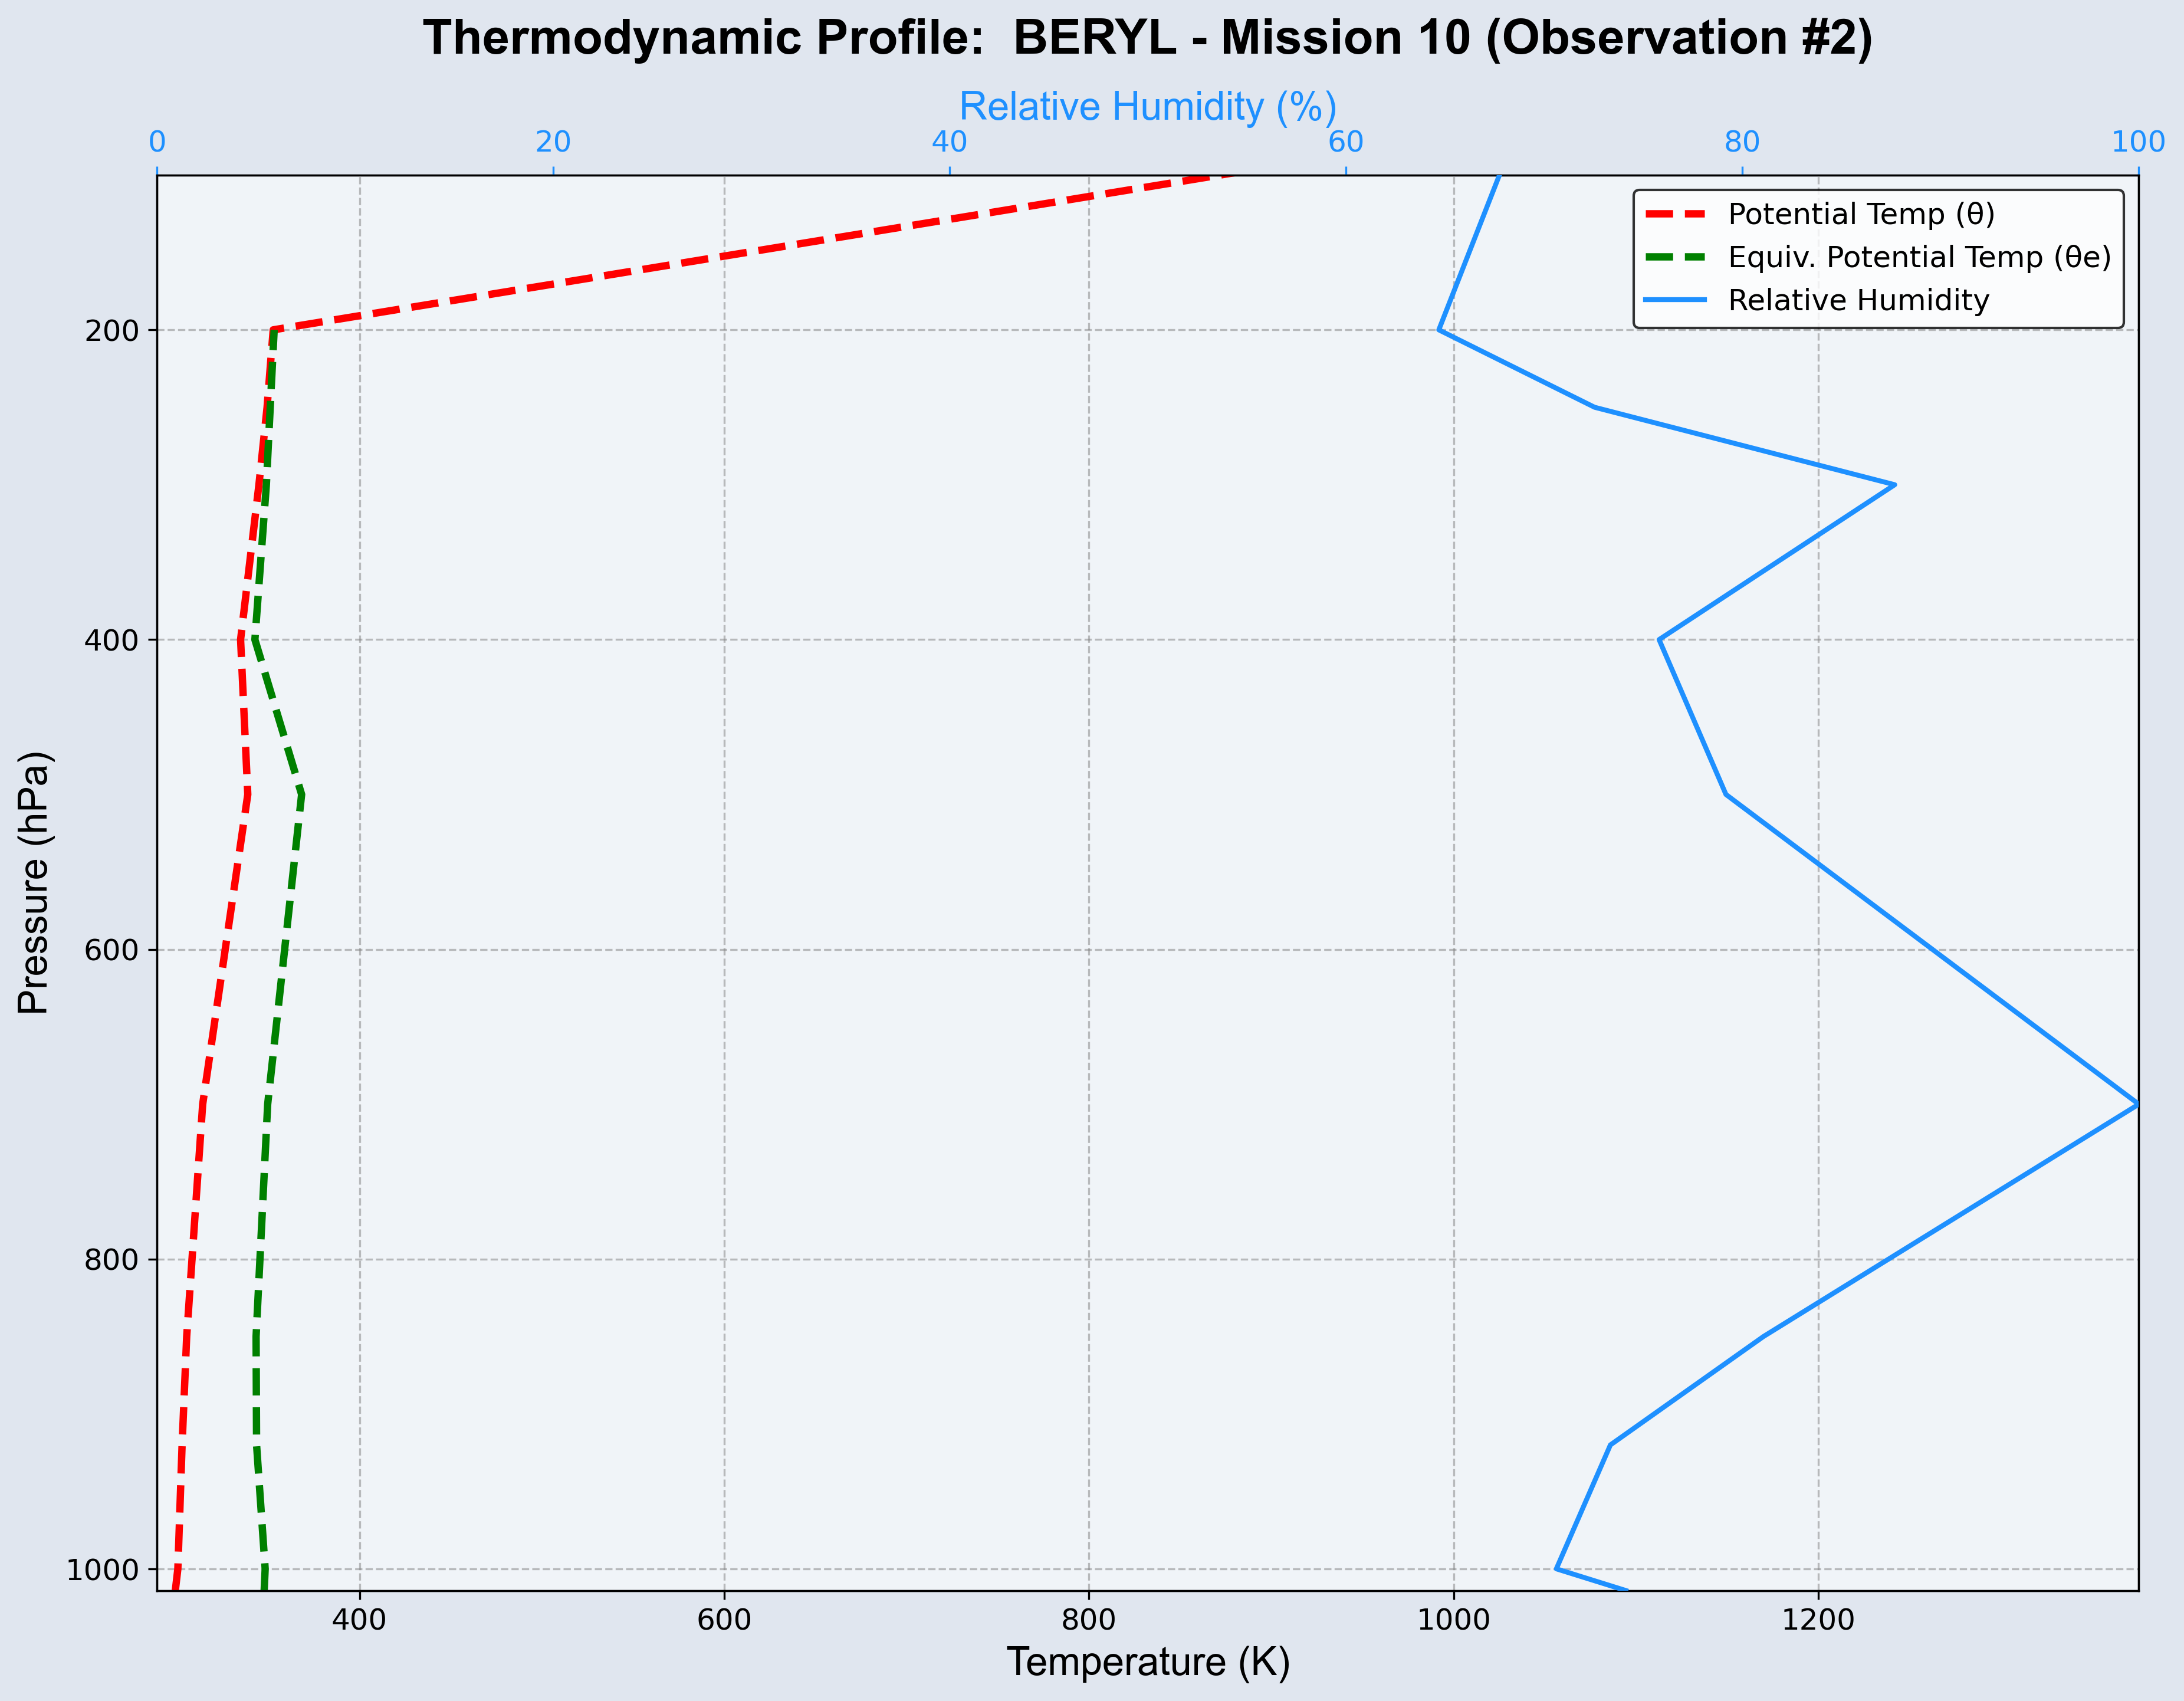 Thermodynamic Profile:  BERYL - Mission 10 (Observation #2)
Relative Humidity (%)
0 20 40 60 80 100
Potential Temp (θ)
Equiv. Potential Temp (θe)
Relative Humidity
200
400
600
800
1000
Pressure (hPa)
400 600 800 1000 1200
Temperature (K)